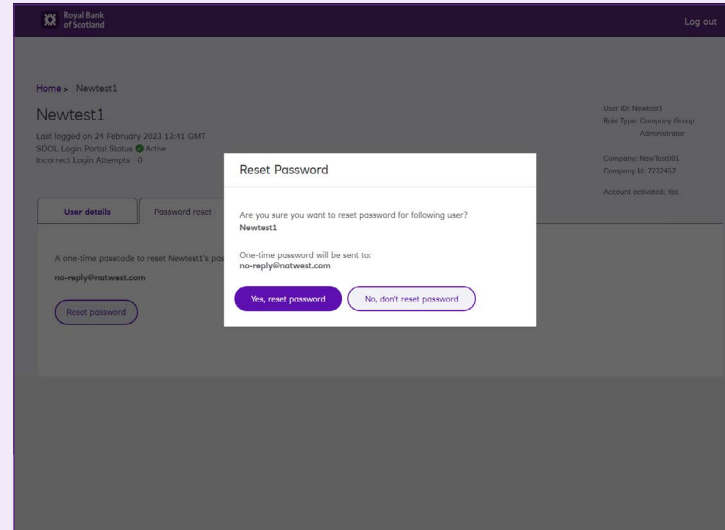 Royal Bank
of Scotland
Log out
Home > Newtest1
Newtest1
Last logged on 24 February 2023 13:41 GMT
SDOL Login Portal Status Active
Incorrect Login Attempts 0
User ID: Newtest1
Role Type: Company Group
Administrator
Company: NewTest001
Company Id: 7232457
Account activated: Yes
User details
Password reset
A one-time passcode to reset Newtest1's pas
no-reply@natwest.com
Reset password
Reset Password
Are you sure you want to reset password for following user?
Newtest1
One-time password will be sent to:
no-reply@natwest.com
Yes, reset password
No, don't reset password